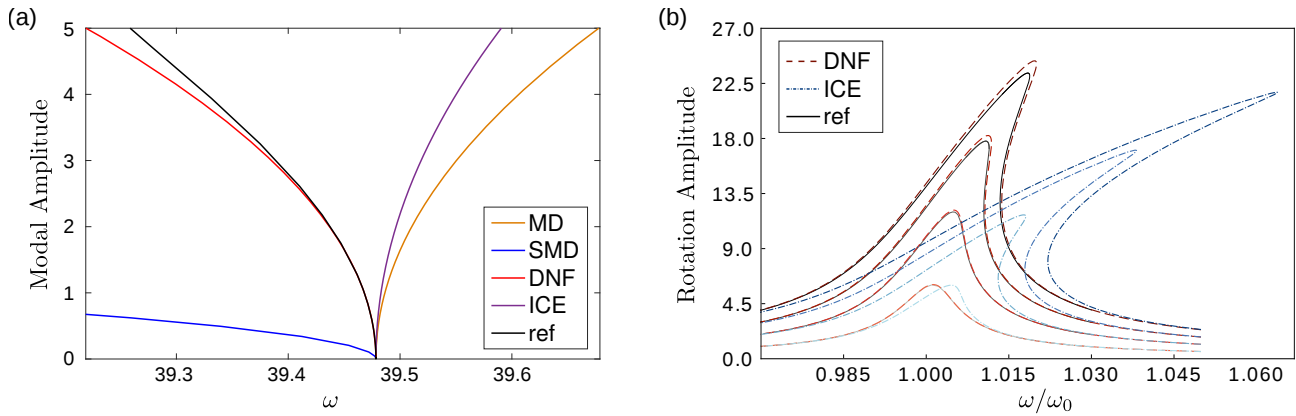 (a)
Modal Amplitude
5
4
3
2
1
0
39.3
39.4
39.5
39.6
ω
MD
SMD
DNF
ICE
ref
(b)
Rotation Amplitude
27.0
22.5
18.0
13.5
9.0
4.5
0.0
0.985
1.000
1.015
1.030
1.045
1.060
ω/ω₀
DNF
ICE
ref